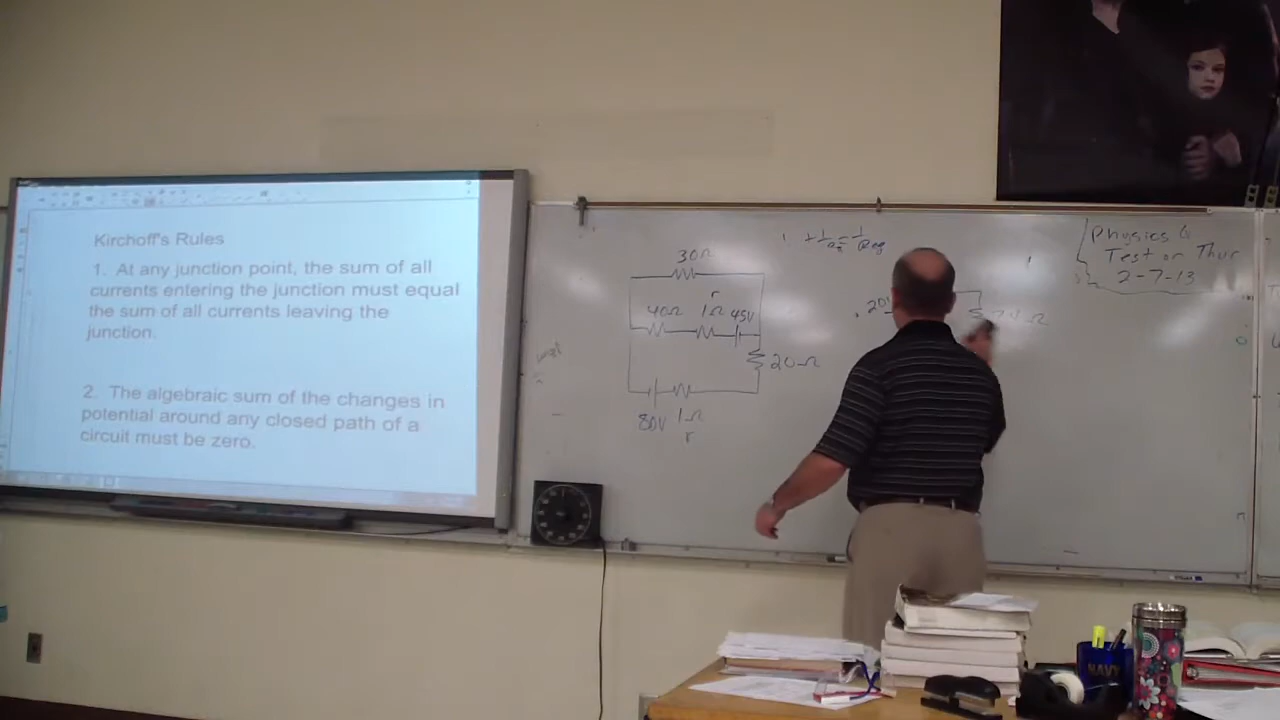 Kirchoff's Rules
1. At any junction point, the sum of all
currents entering the junction must equal
the sum of all currents leaving the
junction.
2. The algebraic sum of the changes in
potential around any closed path of a
circuit must be zero.
30Ω
r
40Ω 1Ω 45V
20Ω
80V 1Ω
r
20V
Physics
Test on Thur
2-7-13
NAVY